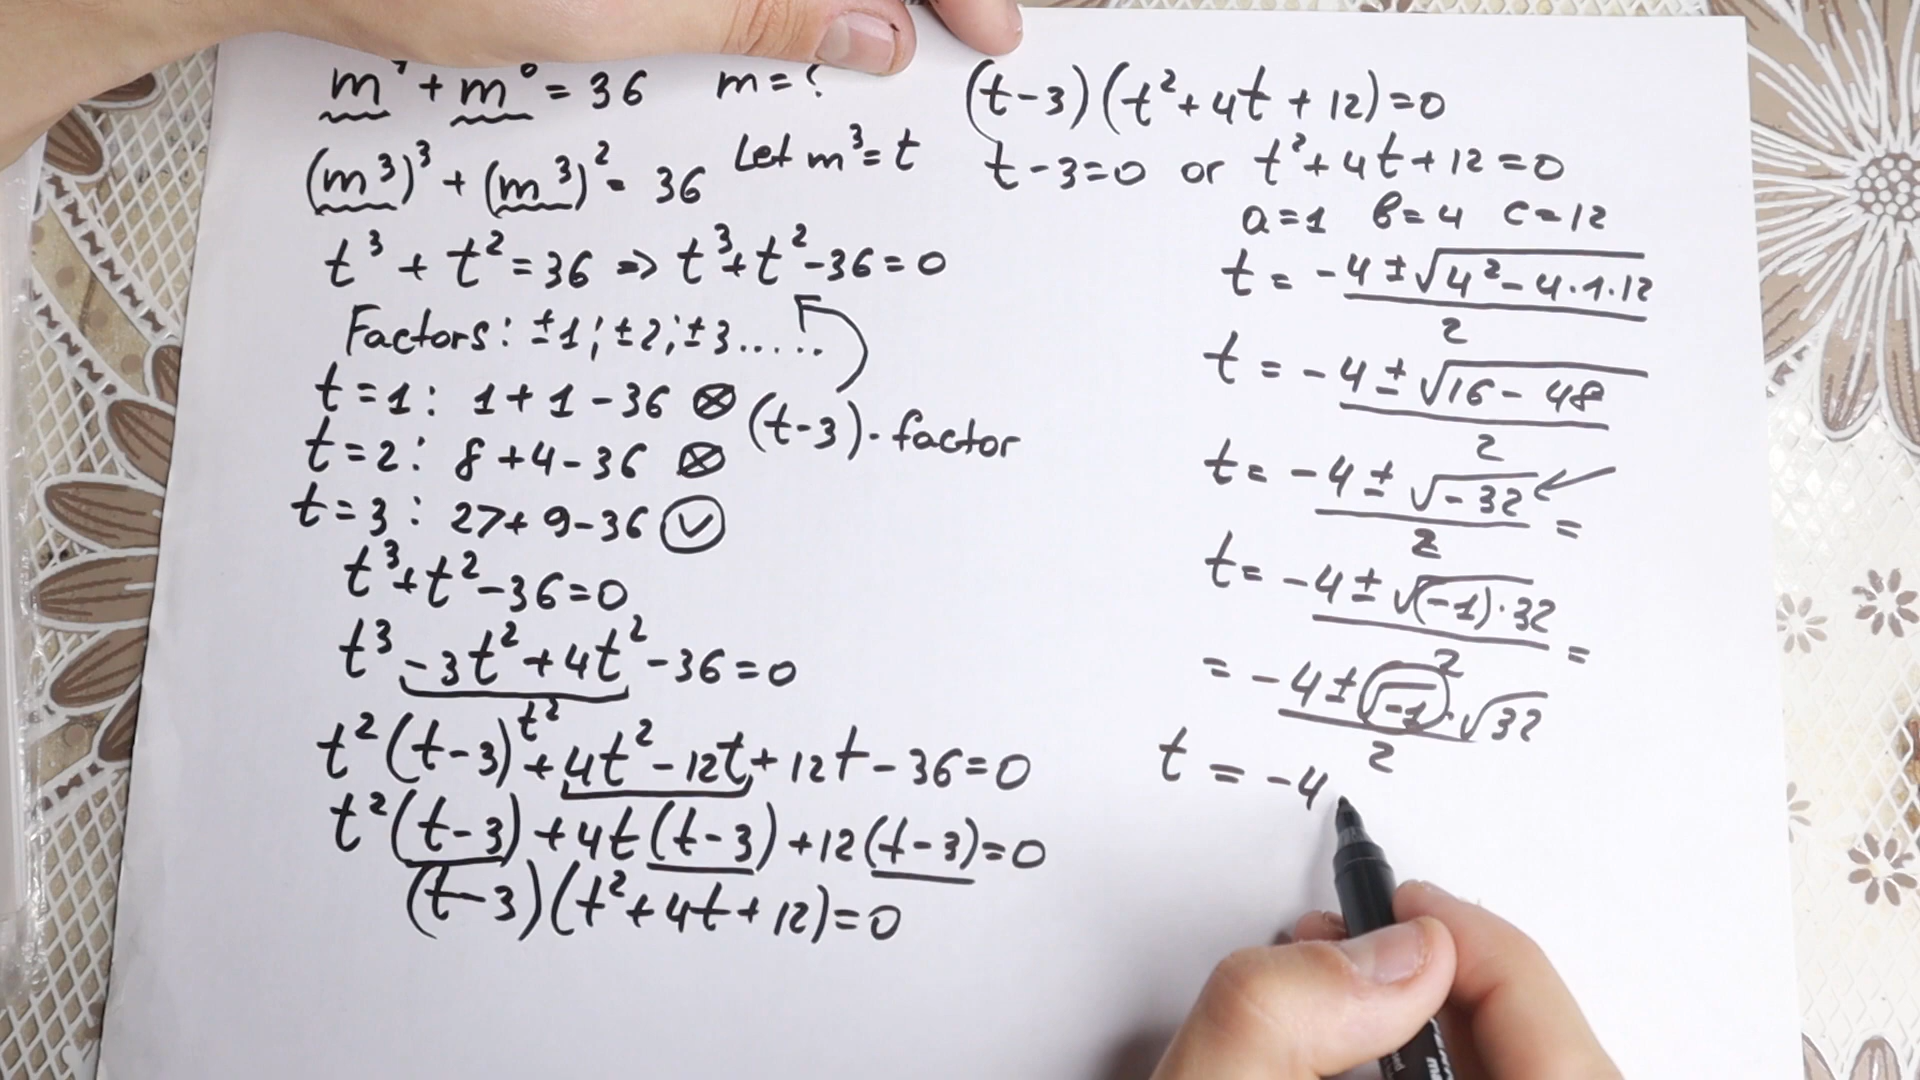 m⁹ + m⁶ = 36 m = ?
(m³)³ + (m³)² = 36 Let m³ = t
t³ + t² = 36 => t³ + t² - 36 = 0
Factors: ±1; ±2; ±3.....
t = 1: 1 + 1 - 36 ⊗
(t-3) - factor
t = 2: 8 + 4 - 36 ⊗
t = 3: 27 + 9 - 36 ✓
t³ + t² - 36 = 0
t³ - 3t² + 4t² - 36 = 0
t²
t²(t-3) + 4t² - 12t + 12t - 36 = 0
t²(t-3) + 4t(t-3) + 12(t-3) = 0
(t-3)(t² + 4t + 12) = 0
(t-3)(t² + 4t + 12) = 0
t - 3 = 0 or t² + 4t + 12 = 0
a = 1 b = 4 c = 12
t = -4 ± √4² - 4·1·12
2
t = -4 ± √16 - 48
2
t = -4 ± √-32 =
2
t = -4 ± √(-1)·32 =
2
= -4 ± √-1·√32
2
t = -4